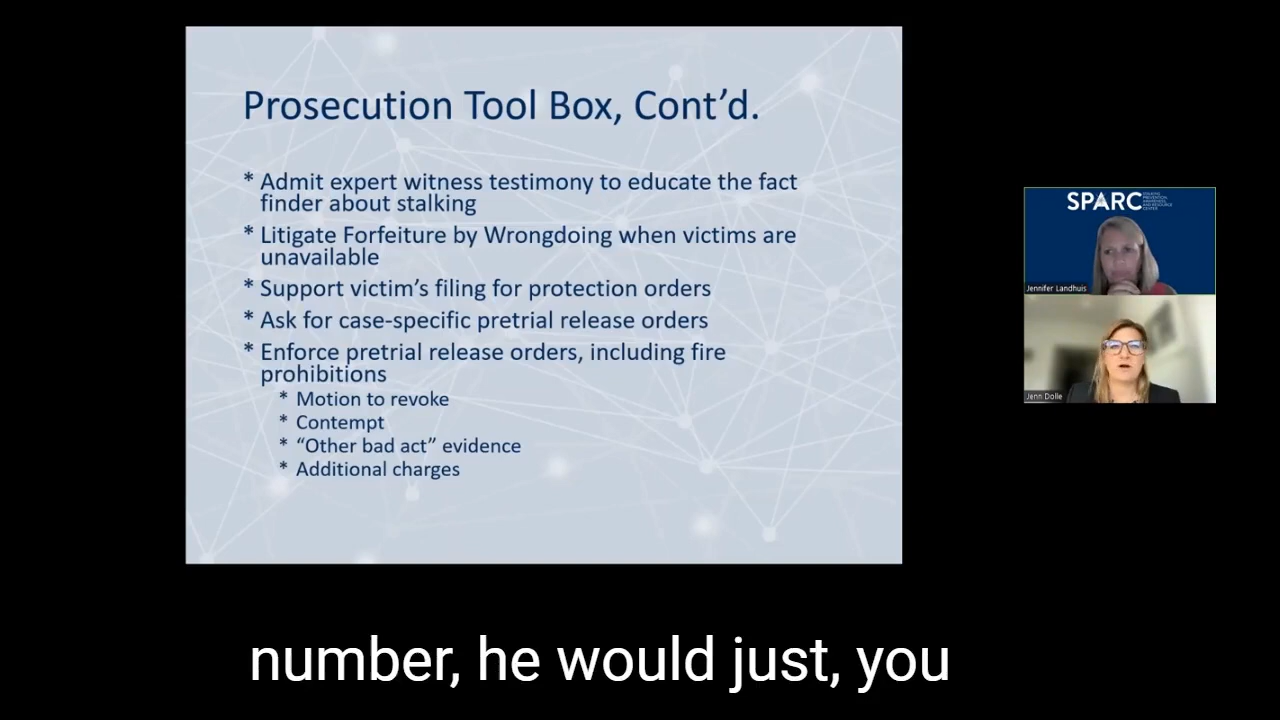 Prosecution Tool Box, Cont’d.
* Admit expert witness testimony to educate the fact
finder about stalking
* Litigate Forfeiture by Wrongdoing when victims are
unavailable
* Support victim’s filing for protection orders
* Ask for case-specific pretrial release orders
* Enforce pretrial release orders, including fire
prohibitions
* Motion to revoke
* Contempt
* “Other bad act” evidence
* Additional charges
SPARC
Jennifer Landhuis
Jenn Dolle
number, he would just, you